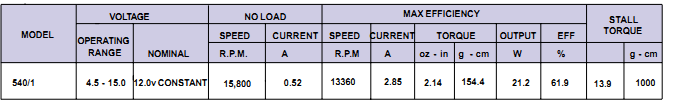 VOLTAGE NO LOAD MAX EFFICIENCY STALL TORQUE
MODEL OPERATING RANGE NOMINAL SPEED CURRENT SPEED CURRENT TORQUE OUTPUT EFF
R.P.M. A R.P.M A oz - in g - cm W % g - cm
540/1 4.5 - 15.0 12.0v CONSTANT 15,800 0.52 13360 2.85 2.14 154.4 21.2 61.9 13.9 1000